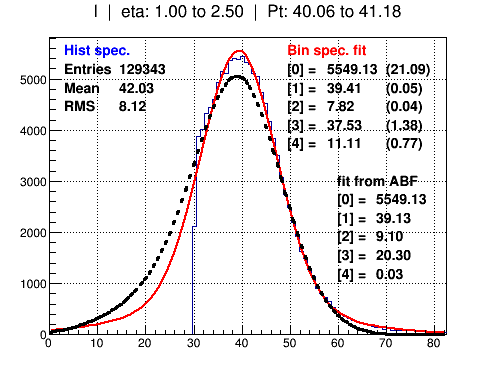 I | eta: 1.00 to 2.50 | Pt: 40.06 to 41.18
Hist spec.
Entries 129343
Mean 42.03
RMS 8.12
Bin spec. fit
[0] = 5549.13 (21.09)
[1] = 39.41 (0.05)
[2] = 7.82 (0.04)
[3] = 37.53 (1.38)
[4] = 11.11 (0.77)
fit from ABF
[0] = 5549.13
[1] = 39.13
[2] = 9.10
[3] = 20.30
[4] = 0.03
5000
4000
3000
2000
1000
0
0 10 20 30 40 50 60 70 80